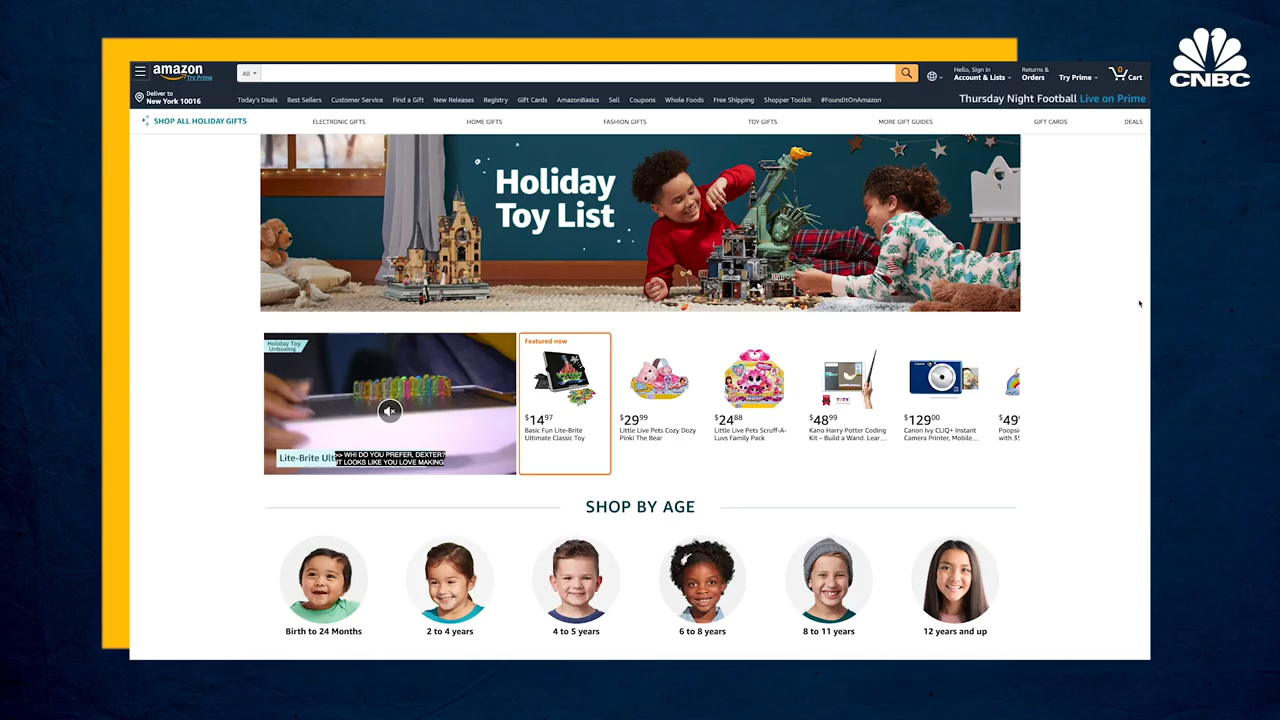 CNBC
amazon
Try Prime
All
Hello, Sign In
Account & Lists
Returns &
Orders
Try Prime
0
Cart
Deliver to
New York 10016
Today's Deals Best Sellers Customer Service Find a Gift New Releases Registry Gift Cards AmazonBasics Sell Coupons Whole Foods Free Shipping Shopper Toolkit #FoundItOnAmazon
Thursday Night Football Live on Prime
SHOP ALL HOLIDAY GIFTS ELECTRONIC GIFTS HOME GIFTS FASHION GIFTS TOY GIFTS MORE GIFT GUIDES GIFT CARDS DEALS
Holiday
Toy List
Holiday Toy
Unboxing
Lite-Brite Ult
>> WHI DO YOU PREFER, DEXTER?
IT LOOKS LIKE YOU LOVE MAKING
Featured now
$14.97
Basic Fun Lite-Brite
Ultimate Classic Toy
$29.99
Little Live Pets Cozy Dozy
Pinki The Bear
$24.88
Little Live Pets Scruff-A-
Luvs Family Pack
$48.99
Kano Harry Potter Coding
Kit – Build a Wand. Lear...
$129.00
Canon Ivy CLIQ+ Instant
Camera Printer, Mobile...
$49
Poopsi
with 3
SHOP BY AGE
Birth to 24 Months
2 to 4 years
4 to 5 years
6 to 8 years
8 to 11 years
12 years and up